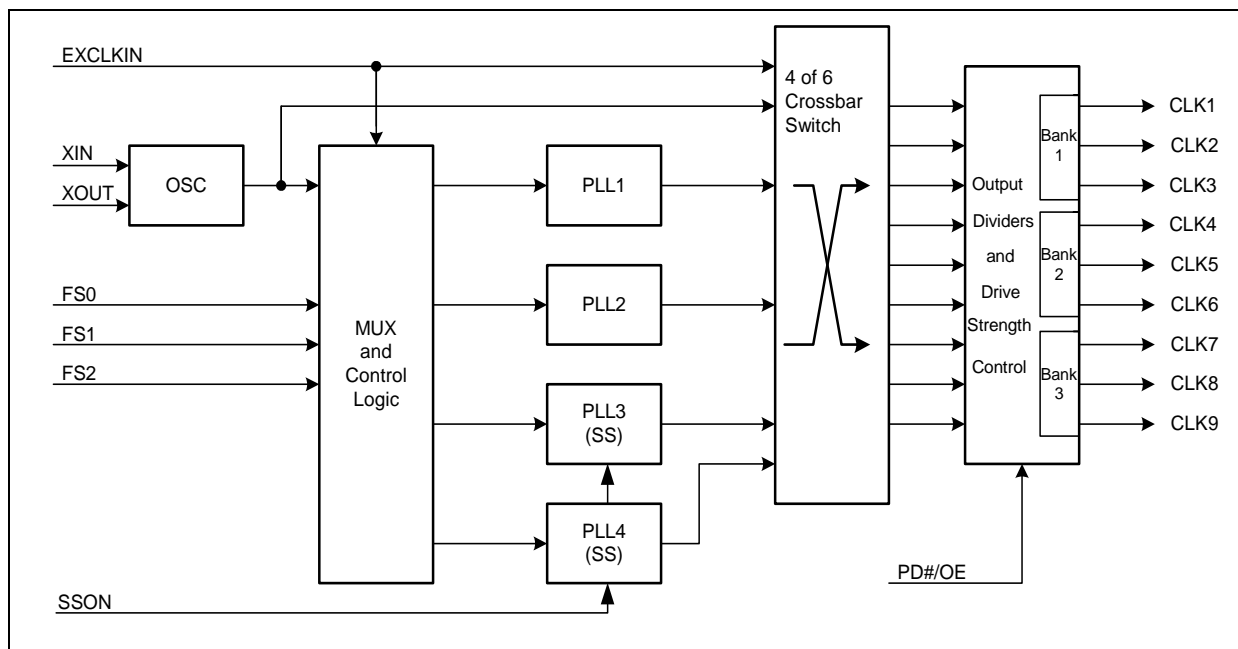 EXCLKIN
XIN
XOUT
OSC
FS0
FS1
FS2
SSON
MUX
and
Control
Logic
PLL1
PLL2
PLL3
(SS)
PLL4
(SS)
4 of 6
Crossbar
Switch
Output
Dividers
and
Drive
Strength
Control
Bank
1
Bank
2
Bank
3
PD#/OE
CLK1
CLK2
CLK3
CLK4
CLK5
CLK6
CLK7
CLK8
CLK9